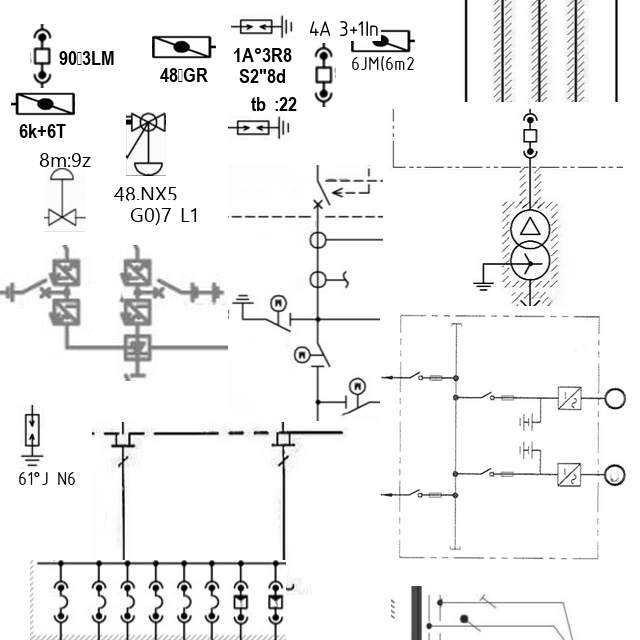 4A 3+1In
90▯3LM
1A°3R8
48▯GR
S2"8d
6JM(6m2
tb :22
6k+6T
8m:9z
48.NX5
G0)7 L1
M
M
M
61°J N6